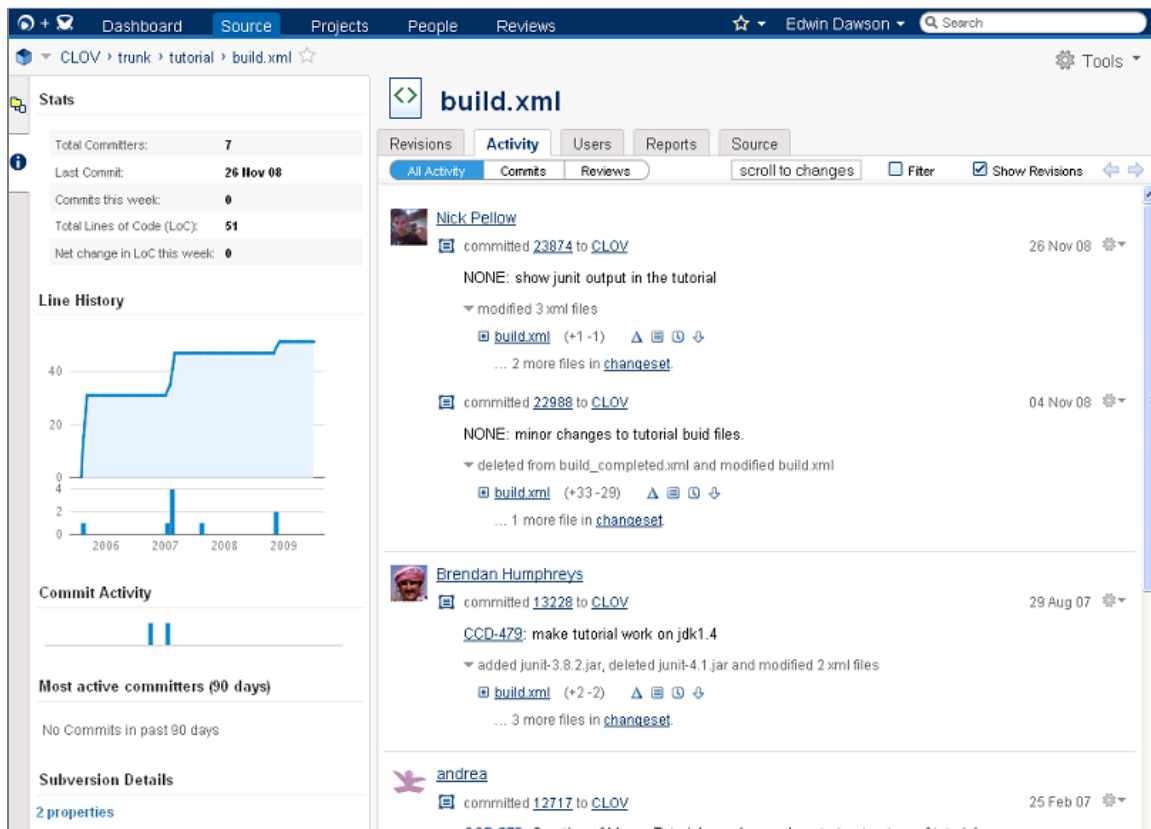 + Dashboard Source Projects People Reviews Edwin Dawson Search
CLOV › trunk › tutorial › build.xml
Tools
Stats
Total Committers: 7
Last Commit: 26 Nov 08
Commits this week: 0
Total Lines of Code (LoC): 51
Net change in LoC this week: 0
Line History
40
20
0
4
2
0
2006 2007 2008 2009
Commit Activity
Most active committers (90 days)
No Commits in past 90 days
Subversion Details
2 properties
build.xml
Revisions Activity Users Reports Source
All Activity Commits Reviews scroll to changes Filter Show Revisions
Nick Pellow
committed 23874 to CLOV 26 Nov 08
NONE: show junit output in the tutorial
modified 3 xml files
build.xml (+1 -1)
... 2 more files in changeset.
committed 22988 to CLOV 04 Nov 08
NONE: minor changes to tutorial buid files.
deleted from build_completed.xml and modified build.xml
build.xml (+33 -29)
... 1 more file in changeset.
Brendan Humphreys
committed 13228 to CLOV 29 Aug 07
CCD-479: make tutorial work on jdk1.4
added junit-3.8.2.jar, deleted junit-4.1.jar and modified 2 xml files
build.xml (+2 -2)
... 3 more files in changeset.
andrea
committed 12717 to CLOV 25 Feb 07